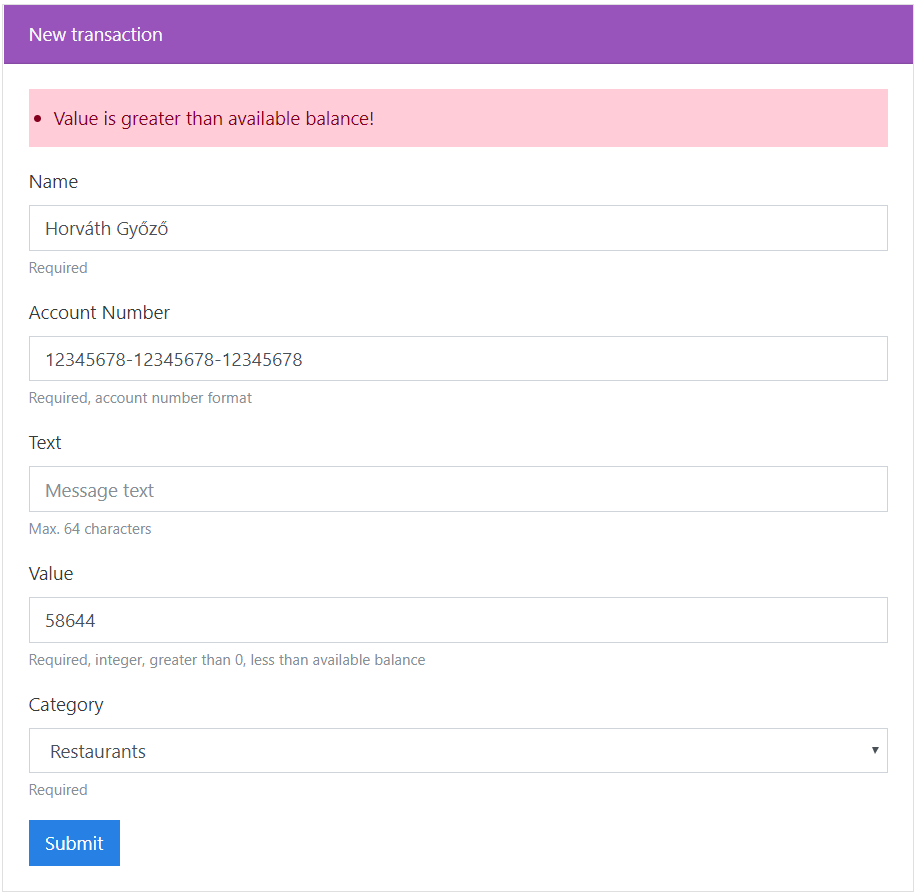 New transaction
Value is greater than available balance!
Name
Horváth Győző
Required
Account Number
12345678-12345678-12345678
Required, account number format
Text
Message text
Max. 64 characters
Value
58644
Required, integer, greater than 0, less than available balance
Category
Restaurants
Required
Submit